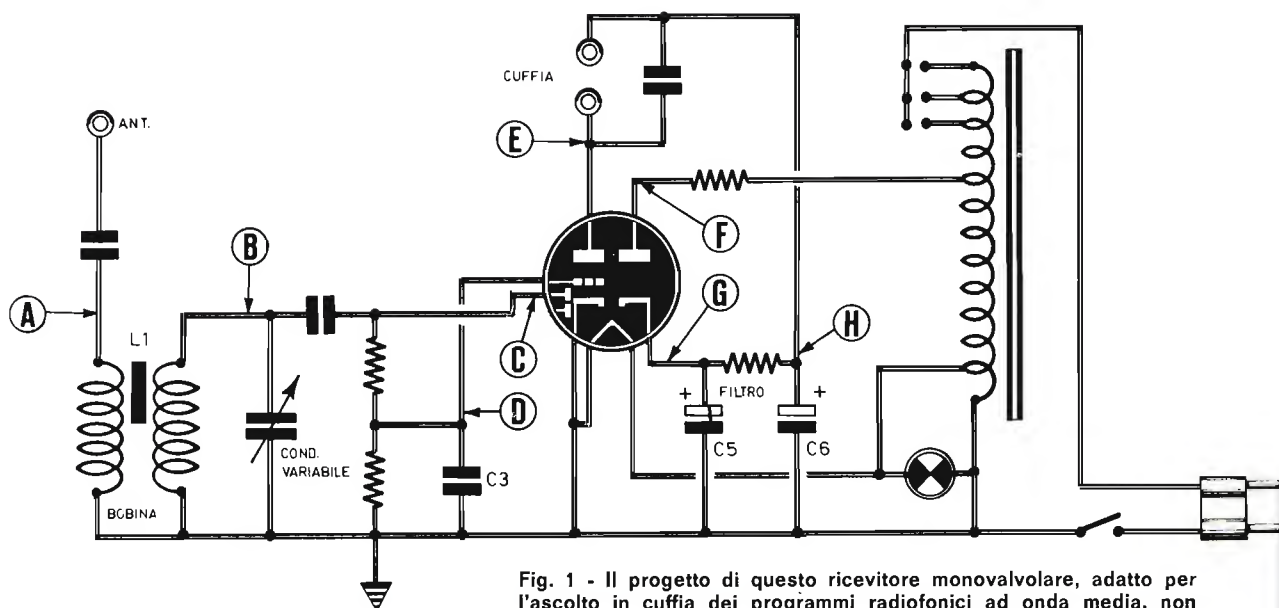 CUFFIA
ANT.
E
F
B
G
H
A
L1
C
+
FILTRO
+
D
C5
C6
COND.
VARIABILE
C3
BOBINA
Fig. 1 - Il progetto di questo ricevitore monovalvolare, adatto per
l'ascolto in cuffia dei programmi radiofonici ad onda media, non